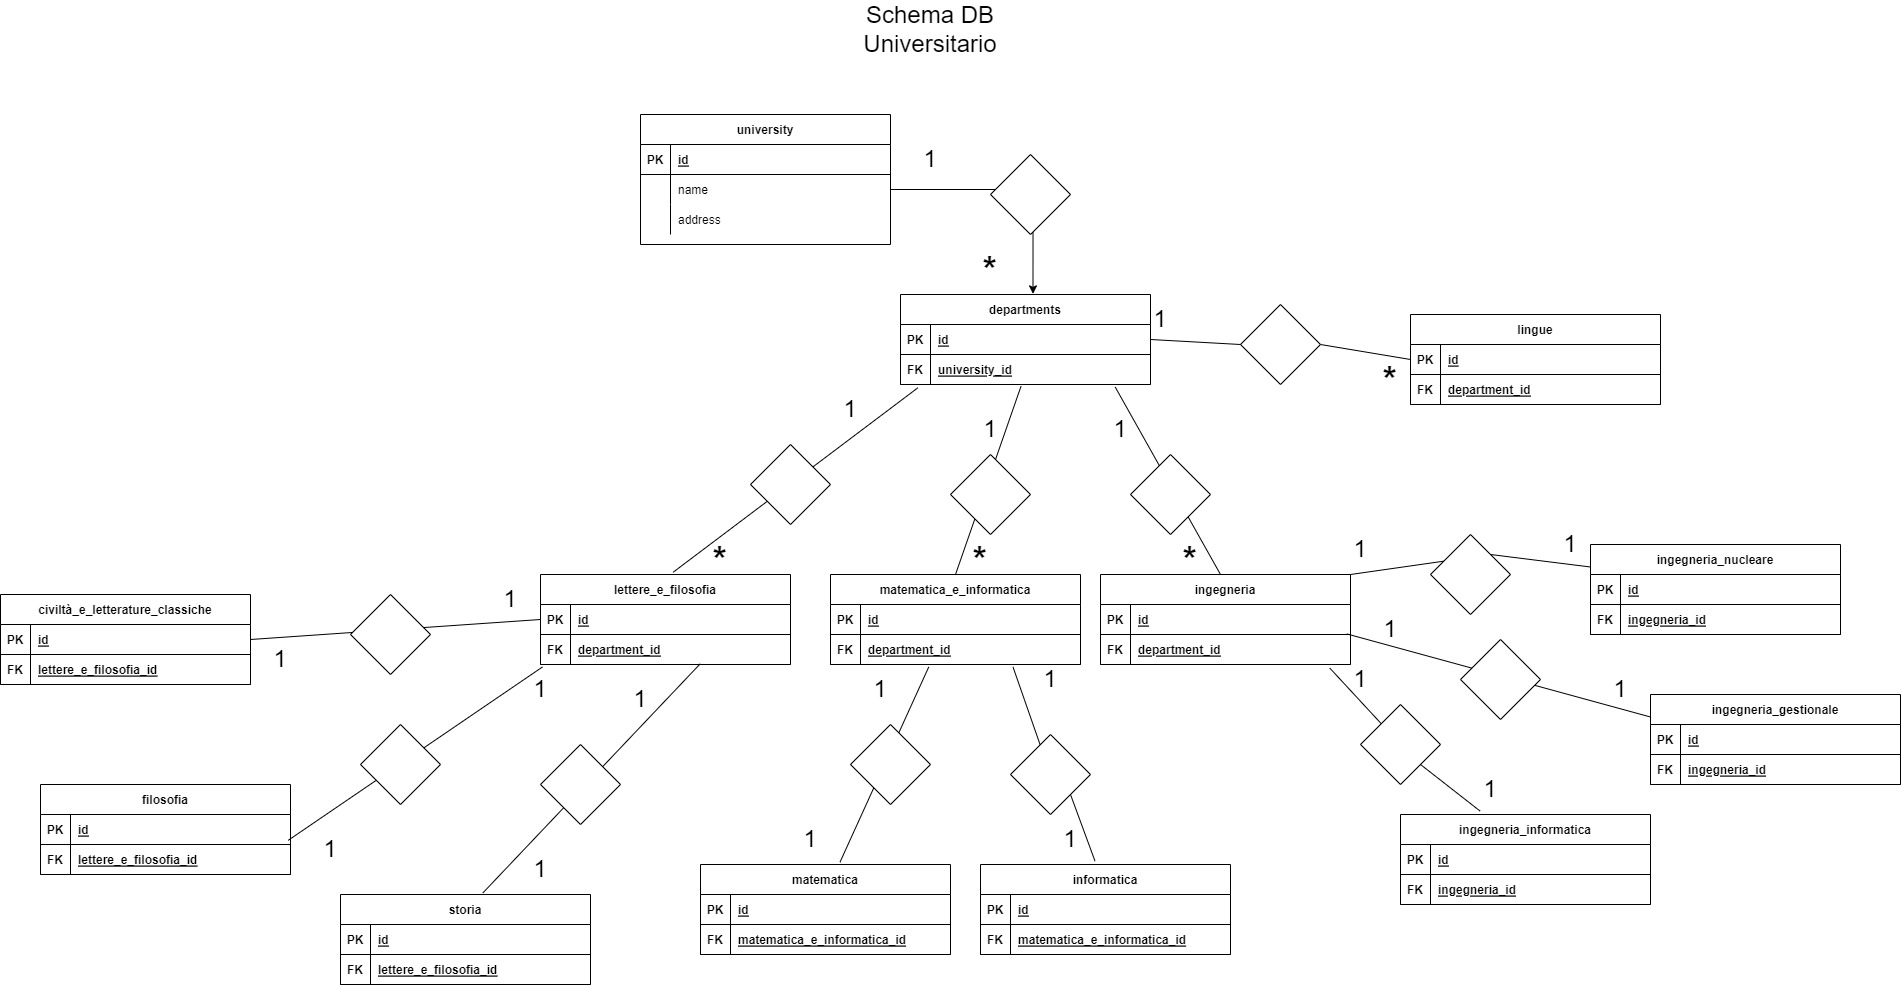 Schema DB
Universitario
university
PK id
name
address
1
*
departments
PK id
FK university_id
1
*
lingue
PK id
FK department_id
1
*
1
*
1
*
lettere_e_filosofia
PK id
FK department_id
matematica_e_informatica
PK id
FK department_id
ingegneria
PK id
FK department_id
1
1
ingegneria_nucleare
PK id
FK ingegneria_id
1
1
civiltà_e_letterature_classiche
PK id
FK lettere_e_filosofia_id
1
1
ingegneria_gestionale
PK id
FK ingegneria_id
1
1
filosofia
PK id
FK lettere_e_filosofia_id
1
1
storia
PK id
FK lettere_e_filosofia_id
1
1
matematica
PK id
FK matematica_e_informatica_id
1
1
informatica
PK id
FK matematica_e_informatica_id
1
1
ingegneria_informatica
PK id
FK ingegneria_id